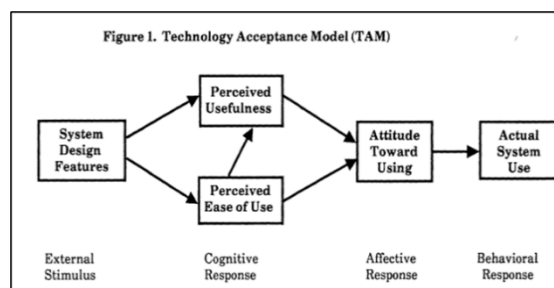 Figure 1. Technology Acceptance Model (TAM)
Perceived
Usefulness
System
Design
Features
Attitude
Toward
Using
Actual
System
Use
Perceived
Ease of Use
External
Stimulus
Cognitive
Response
Affective
Response
Behavioral
Response